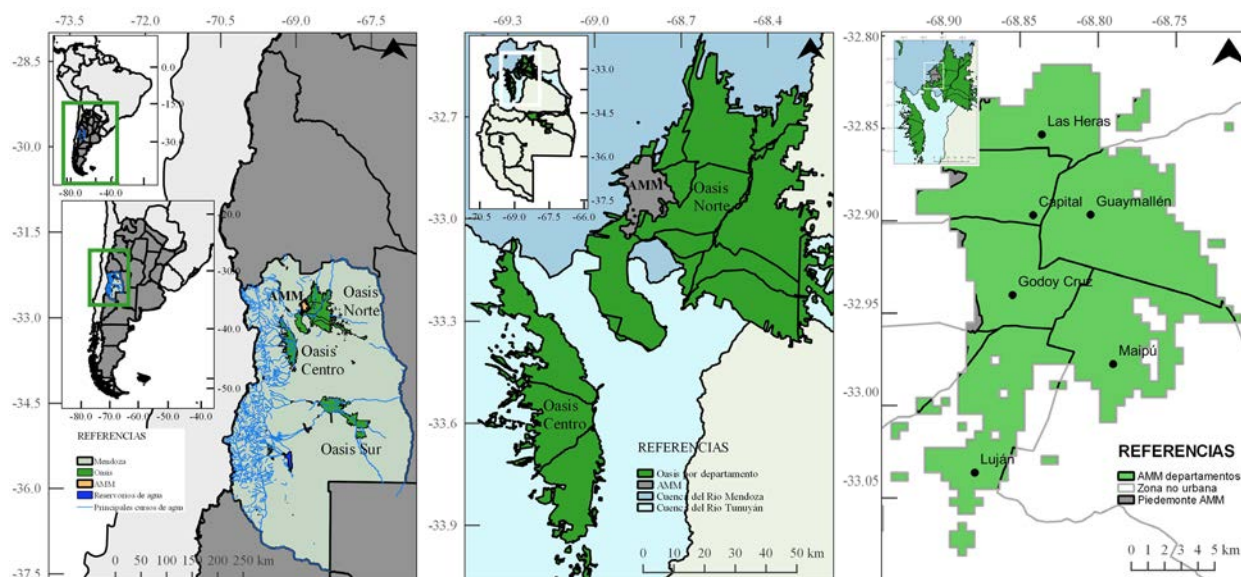 -70.5 -72.0 -69.0 -67.5
-28.5
-30.0
-31.5
-33.0
-34.5
-36.0
-37.5
0.0
-15.0
-30.0
-80.0 -40.0
-20.0
-30.0
-40.0
-50.0
-80.0 -70.0 -60.0 -50.0 -40.0 -30.0
AMM
Oasis
Norte
Oasis
Centro
Oasis Sur
REFERENCIAS
Mendoza
Oasis
AMM
Reservorios de agua
Principales cursos de agua
0 50 100 150 200 250 km
-69.3 -69.0 -68.7 -68.4
-32.7
-33.0
-33.3
-33.6
-33.9
-33.0
-34.5
-36.0
-37.5
-70.5 -69.0 -67.5 -66.0
AMM
Oasis
Norte
Oasis
Centro
REFERENCIAS
Oasis por departamento
AMM
Cuenca del Río Mendoza
Cuenca del Río Tunuyán
0 10 20 30 40 50 km
-68.90 -68.85 -68.80 -68.75
-32.80
-32.85
-32.90
-32.95
-33.00
-33.05
Las Heras
Capital
Guaymallén
Godoy Cruz
Maipú
Luján
REFERENCIAS
AMM departamentos
Zona no urbana
Piedemonte AMM
0 1 2 3 4 5 km